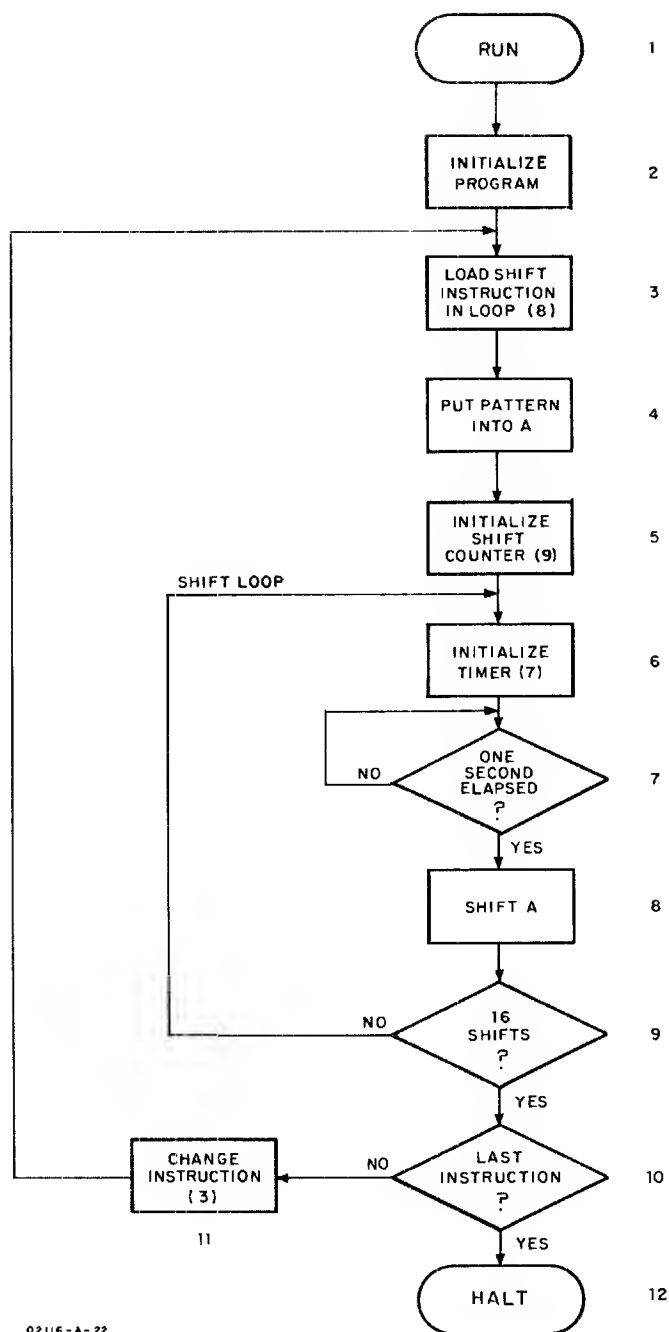 RUN
1
INITIALIZE
PROGRAM
2
LOAD SHIFT
INSTRUCTION
IN LOOP (8)
3
PUT PATTERN
INTO A
4
INITIALIZE
SHIFT
COUNTER (9)
5
SHIFT LOOP
INITIALIZE
TIMER (7)
6
ONE
SECOND
ELAPSED
?
NO
7
YES
SHIFT A
8
16
SHIFTS
?
NO
9
YES
LAST
INSTRUCTION
?
NO
10
CHANGE
INSTRUCTION
(3)
11
YES
HALT
12
02116-A-22